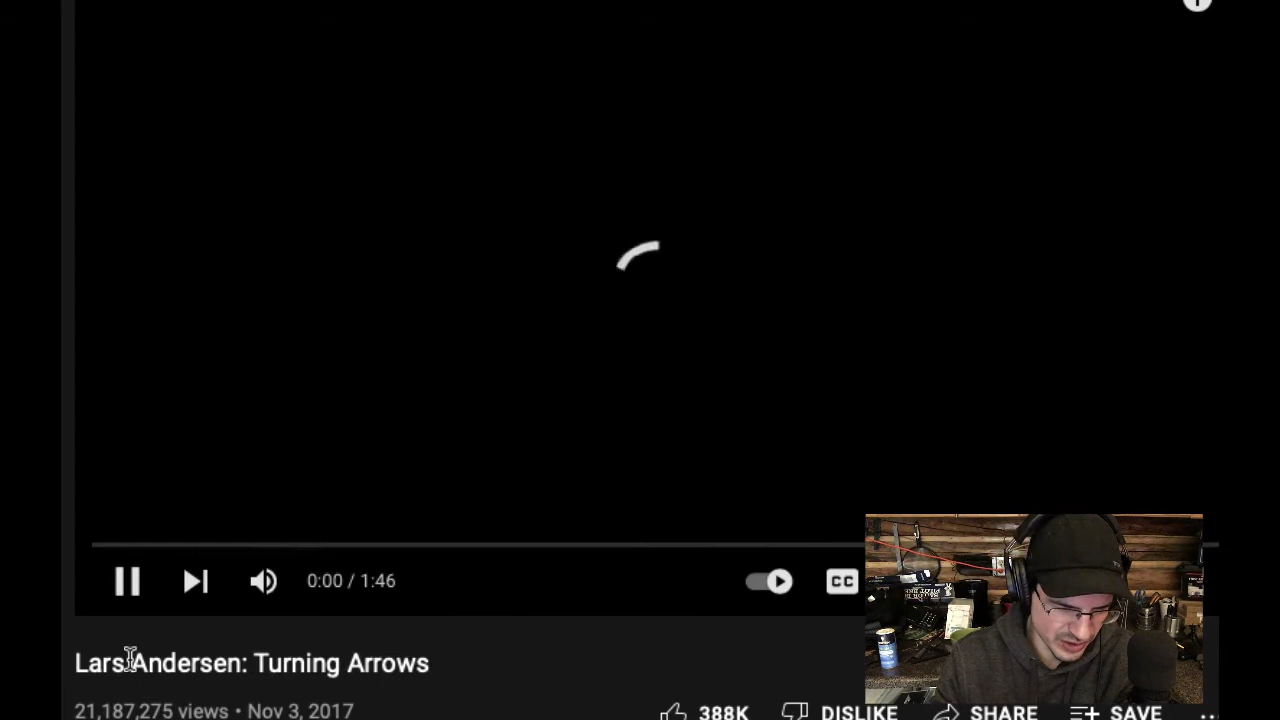 0:00 / 1:46
CC
Lars Andersen: Turning Arrows
21,187,275 views • Nov 3, 2017
388K DISLIKE SHARE SAVE